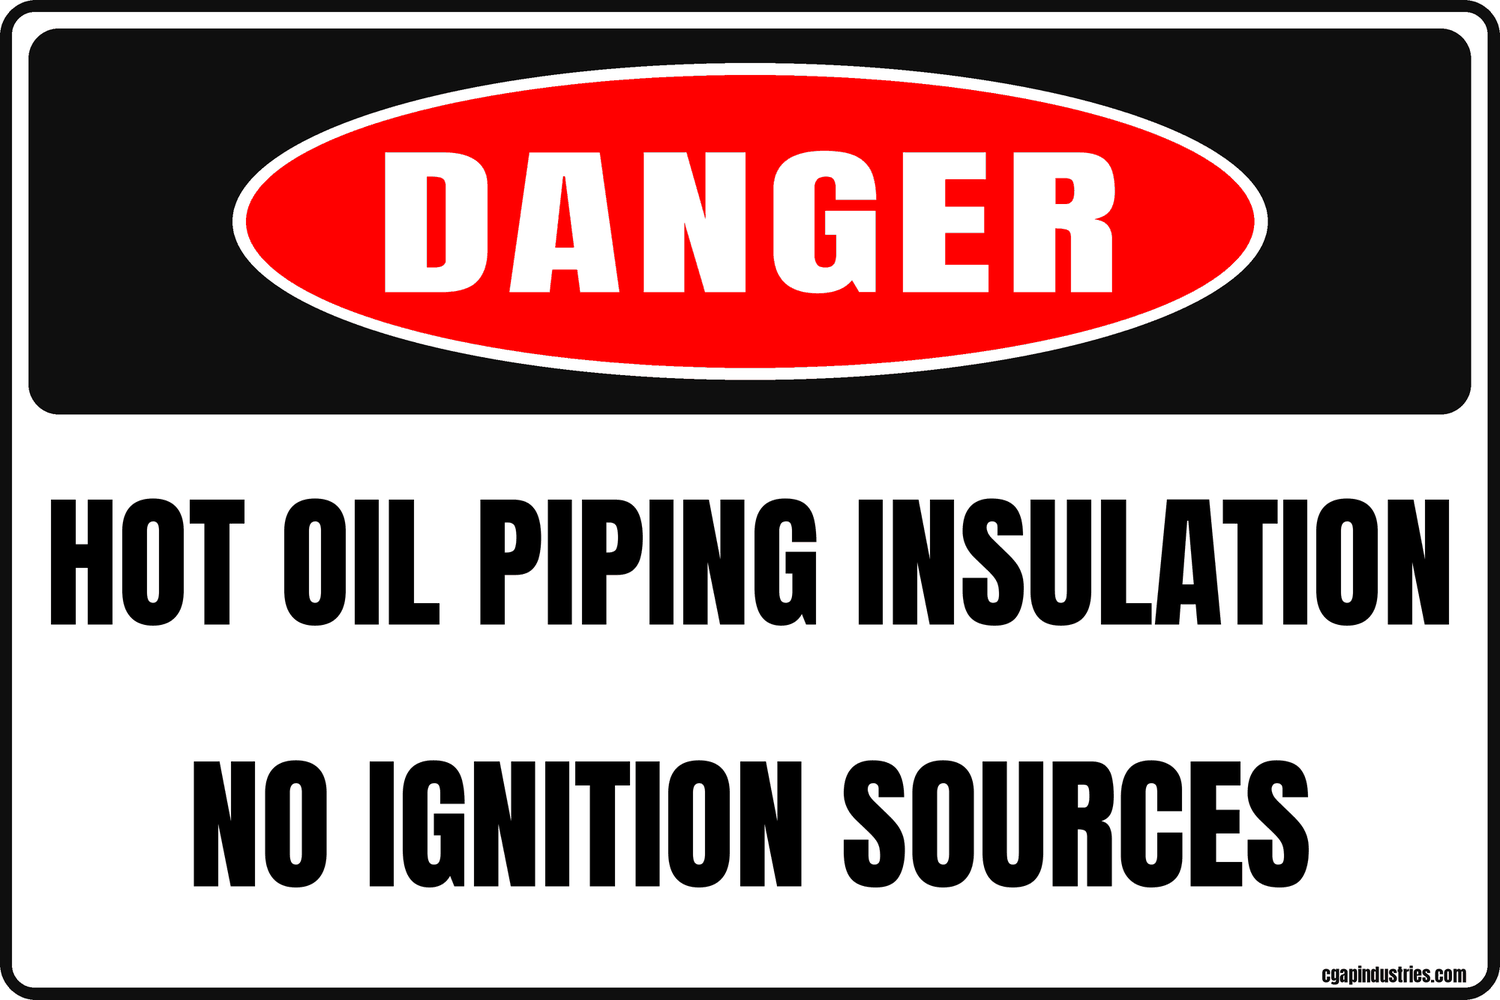 DANGER
HOT OIL PIPING INSULATION
NO IGNITION SOURCES
cgapindustries.com